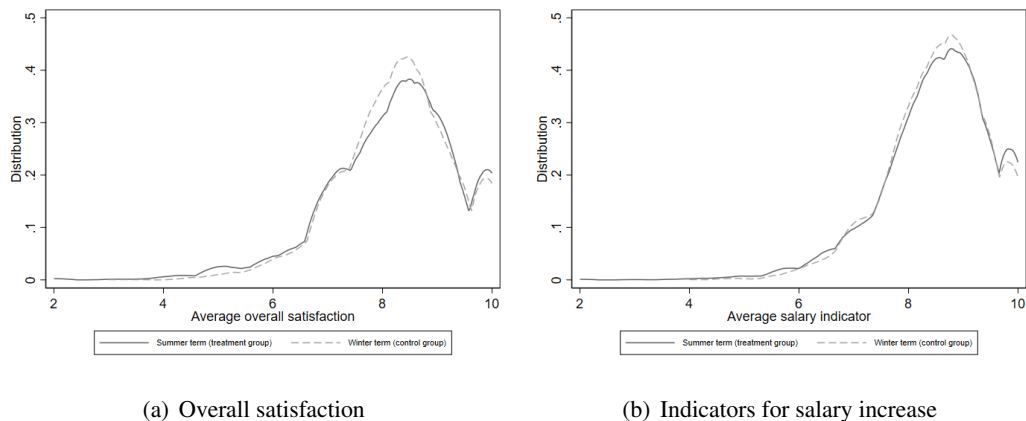 .5
.4
.3
.2
.1
0
Distribution
2 4 6 8 10
Average overall satisfaction
Summer term (treatment group) Winter term (control group)
(a) Overall satisfaction
.5
.4
.3
.2
.1
0
Distribution
2 4 6 8 10
Average salary indicator
Summer term (treatment group) Winter term (control group)
(b) Indicators for salary increase